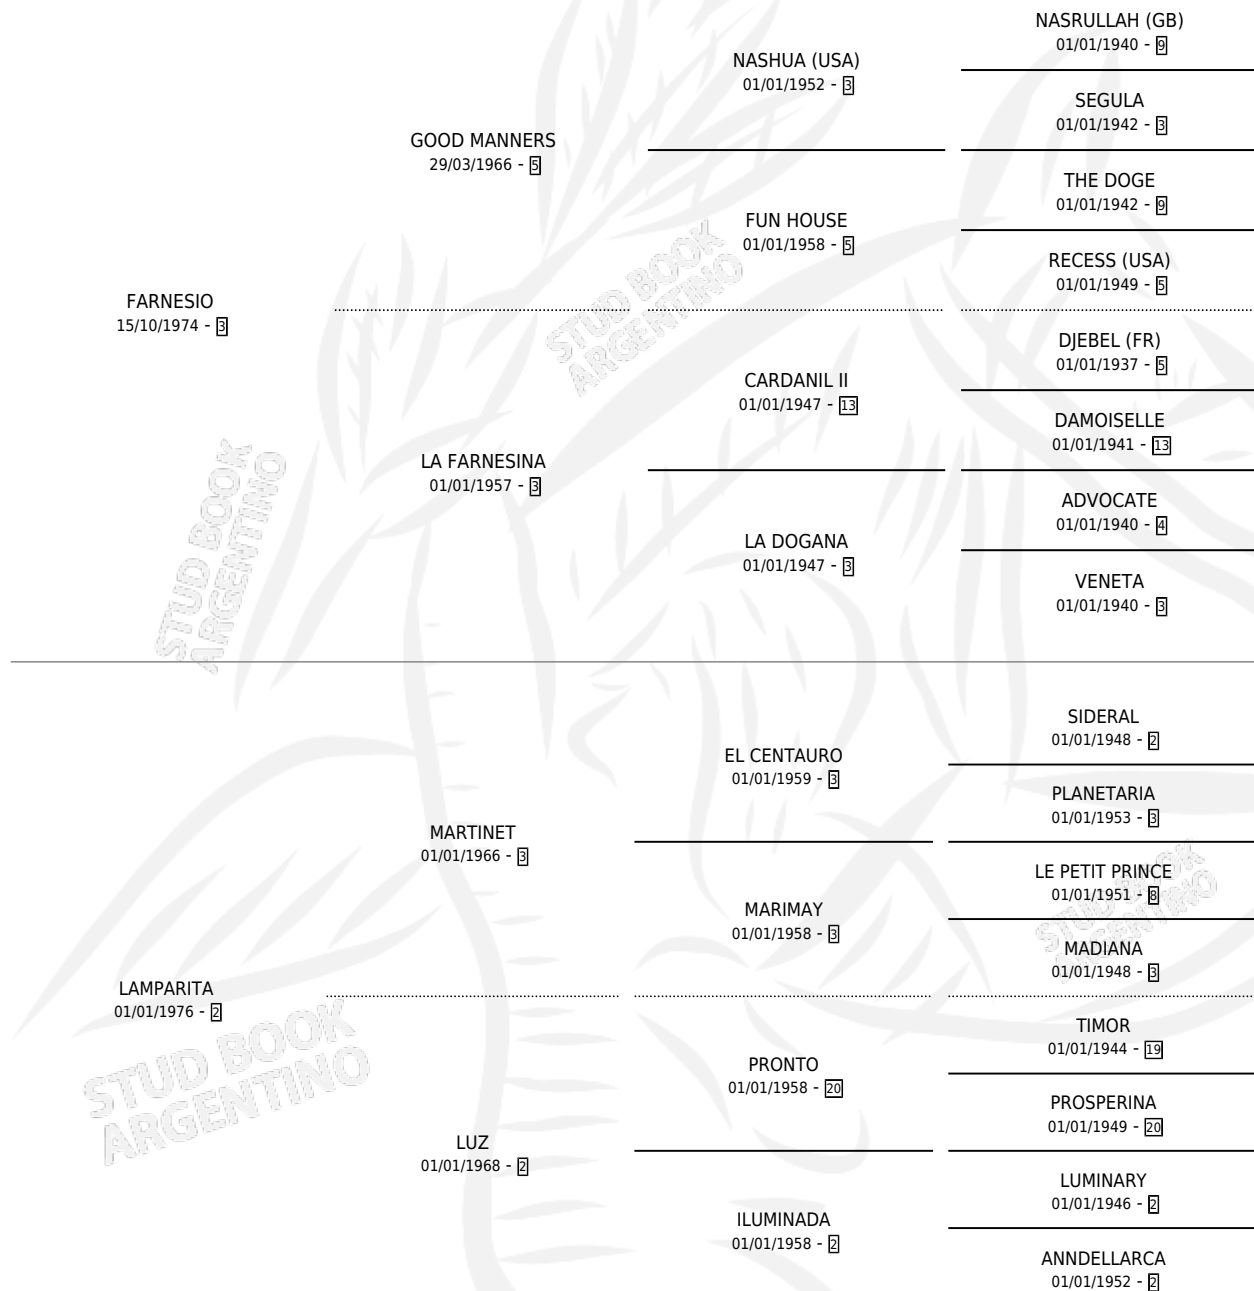 NASRULLAH (GB)
01/01/1940 - 9
NASHUA (USA)
01/01/1952 - 3
SEGULA
01/01/1942 - 3
GOOD MANNERS
29/03/1966 - 5
THE DOGE
01/01/1942 - 9
FUN HOUSE
01/01/1958 - 5
RECESS (USA)
01/01/1949 - 5
FARNESIO
15/10/1974 - 3
DJEBEL (FR)
01/01/1937 - 5
CARDANIL II
01/01/1947 - 13
DAMOISELLE
01/01/1941 - 13
LA FARNESINA
01/01/1957 - 3
ADVOCATE
01/01/1940 - 4
LA DOGANA
01/01/1947 - 3
VENETA
01/01/1940 - 3
SIDERAL
01/01/1948 - 2
EL CENTAURO
01/01/1959 - 3
PLANETARIA
01/01/1953 - 3
MARTINET
01/01/1966 - 3
LE PETIT PRINCE
01/01/1951 - 8
MARIMAY
01/01/1958 - 3
MADIANA
01/01/1948 - 3
LAMPARITA
01/01/1976 - 2
TIMOR
01/01/1944 - 19
PRONTO
01/01/1958 - 20
PROSPERINA
01/01/1949 - 20
LUZ
01/01/1968 - 2
LUMINARY
01/01/1946 - 2
ILUMINADA
01/01/1958 - 2
ANNDELLARCA
01/01/1952 - 2
STUD BOOK
ARGENTINO
STUD BOOK
ARGENTINO
STUD BOOK
ARGENTINO
STUD BOOK
ARGENTINO